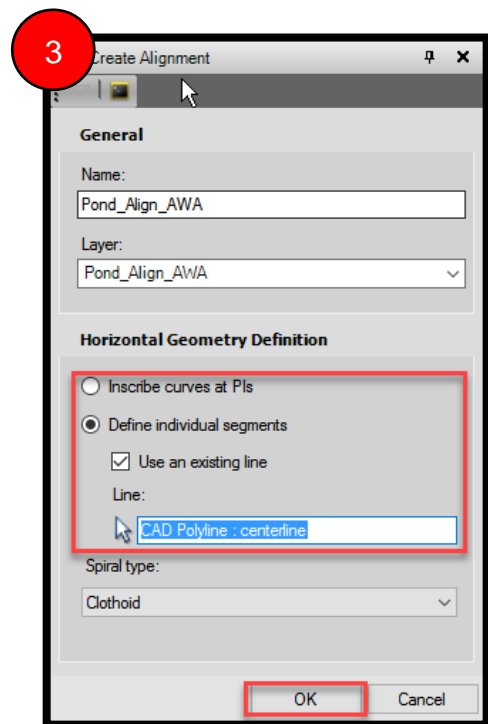 3
Create Alignment
General
Name:
Pond_Align_AWA
Layer:
Pond_Align_AWA
Horizontal Geometry Definition
Inscribe curves at PIs
Define individual segments
Use an existing line
Line:
CAD Polyline : centerline
Spiral type:
Clothoid
OK Cancel